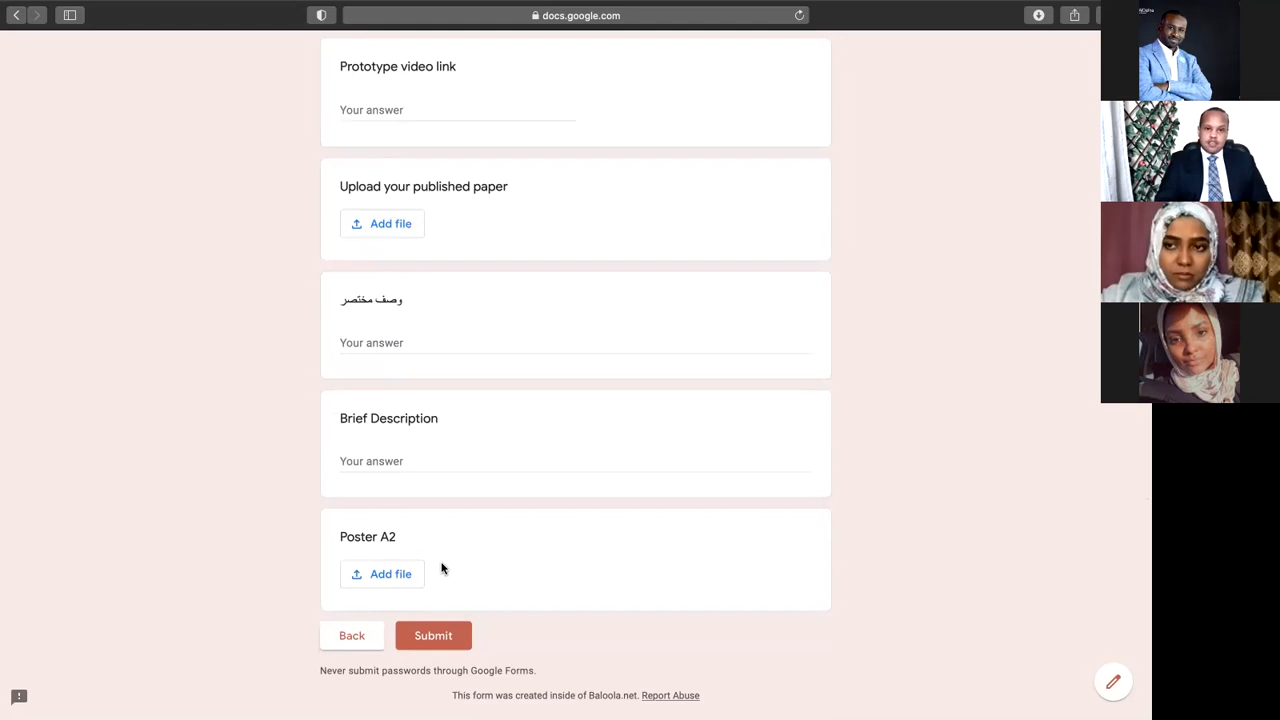 docs.google.com
Prototype video link
Your answer
Upload your published paper
Add file
وصف مختصر
Your answer
Brief Description
Your answer
Poster A2
Add file
Back
Submit
Never submit passwords through Google Forms.
This form was created inside of Baloola.net. Report Abuse